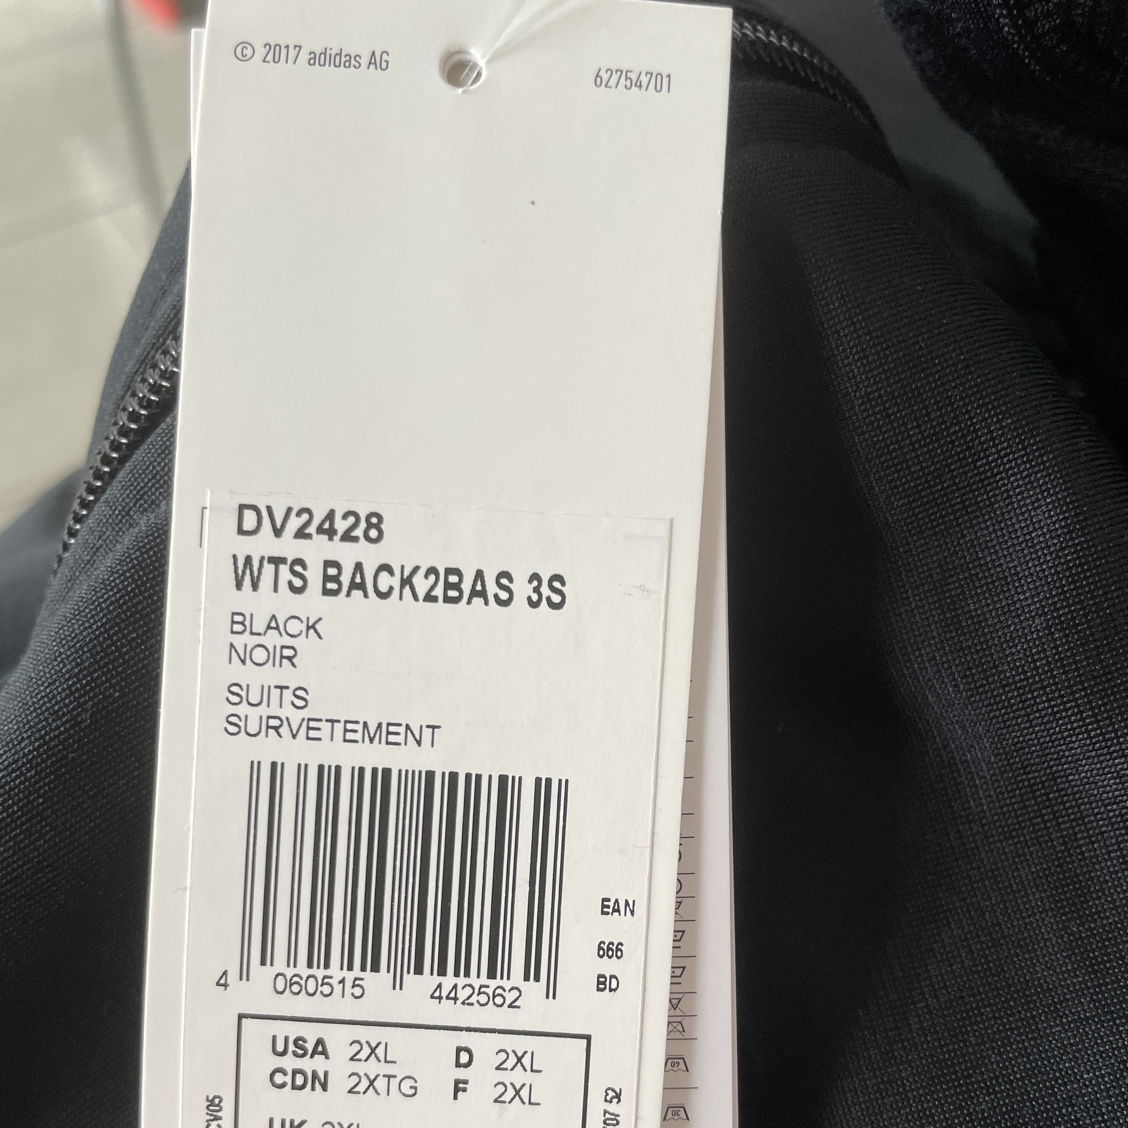 © 2017 adidas AG
62754701
DV2428
WTS BACK2BAS 3S
BLACK
NOIR
SUITS
SURVETEMENT
EAN
666
BD
4 060515 442562
USA 2XL D 2XL
CDN 2XTG F 2XL